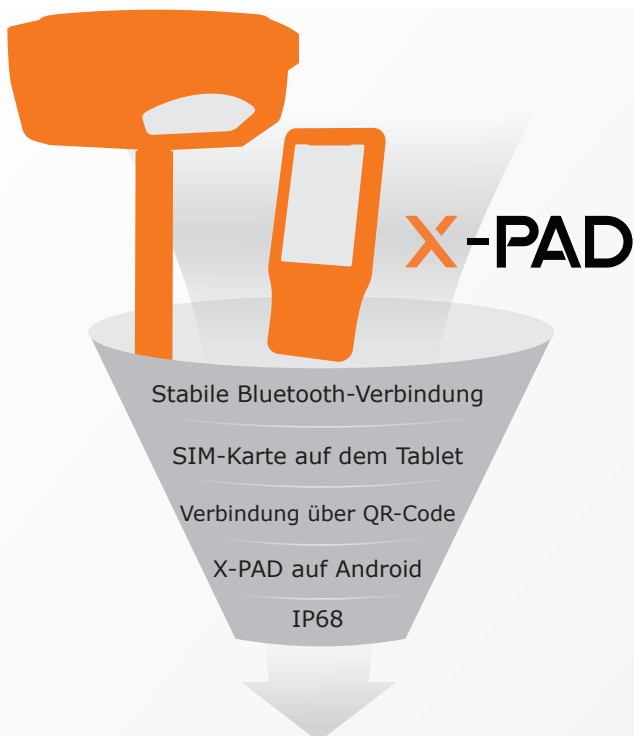 X-PAD
Stabile Bluetooth-Verbindung
SIM-Karte auf dem Tablet
Verbindung über QR-Code
X-PAD auf Android
IP68